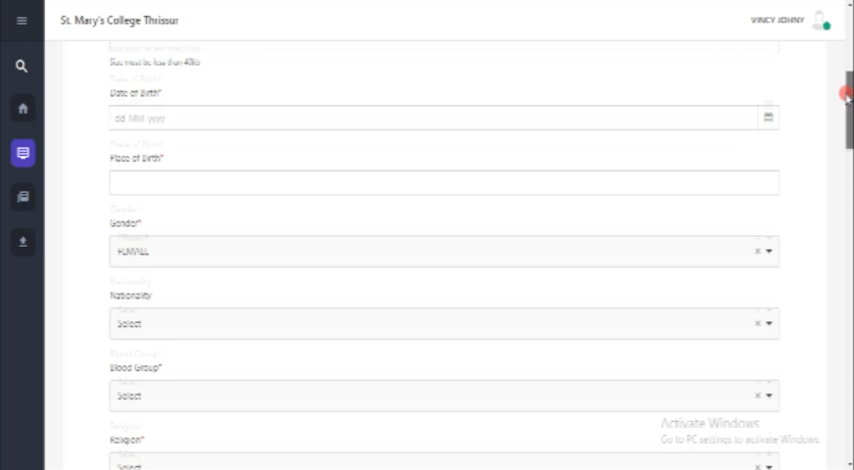 St. Mary's College Thrissur
VINCY JOHNY
Size must be less than 40kb
Date of Birth*
dd MM yyyy
Place of Birth*
Gender*
FEMALE
Nationality
Select
Blood Group*
Select
Religion*
Select
Activate Windows
Go to PC settings to activate Windows.